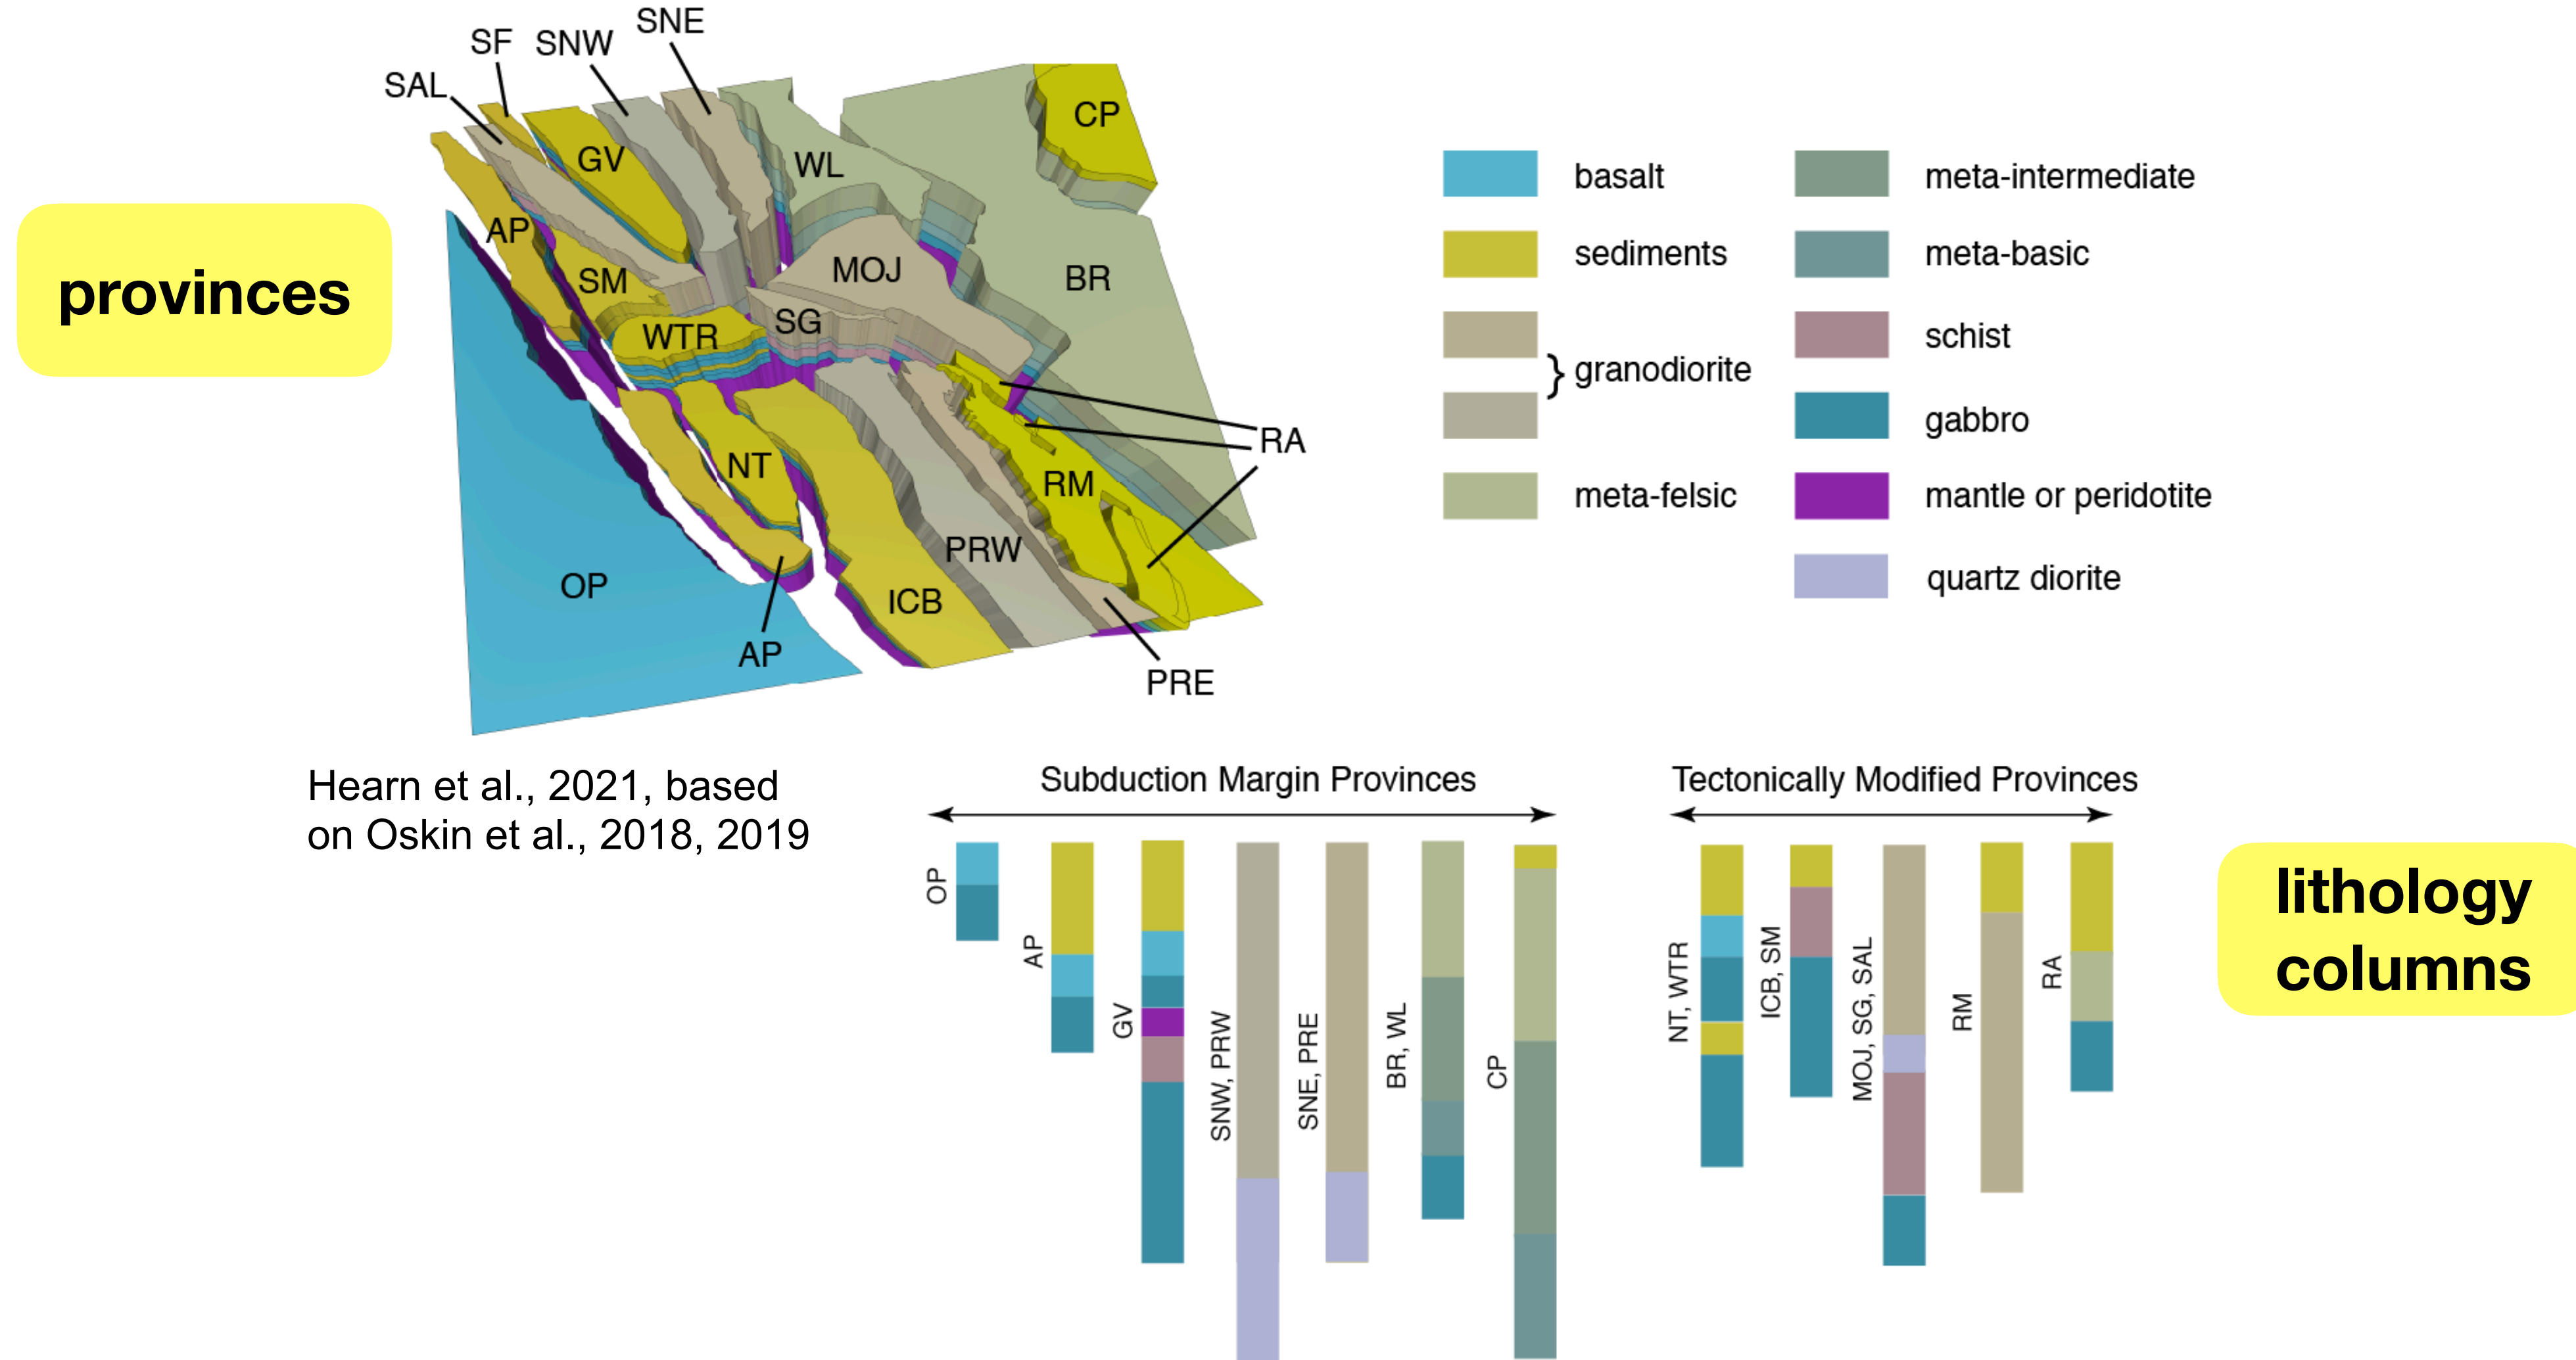 provinces
SNE
SF
SNW
SAL
CP
GV
WL
AP
MOJ
SM
BR
SG
WTR
RA
NT
RM
PRW
OP
ICB
AP
PRE
basalt
sediments
granodiorite
meta-felsic
meta-intermediate
meta-basic
schist
gabbro
mantle or peridotite
quartz diorite
Hearn et al., 2021, based
on Oskin et al., 2018, 2019
Subduction Margin Provinces
OP
AP
GV
SNW, PRW
SNE, PRE
BR, WL
CP
Tectonically Modified Provinces
NT, WTR
ICB, SM
MOJ, SG, SAL
RM
RA
lithology
columns